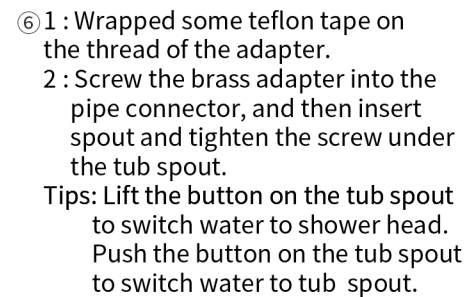 ⑥1 : Wrapped some teflon tape on
the thread of the adapter.
2 : Screw the brass adapter into the
pipe connector, and then insert
spout and tighten the screw under
the tub spout.
Tips: Lift the button on the tub spout
to switch water to shower head.
Push the button on the tub spout
to switch water to tub spout.